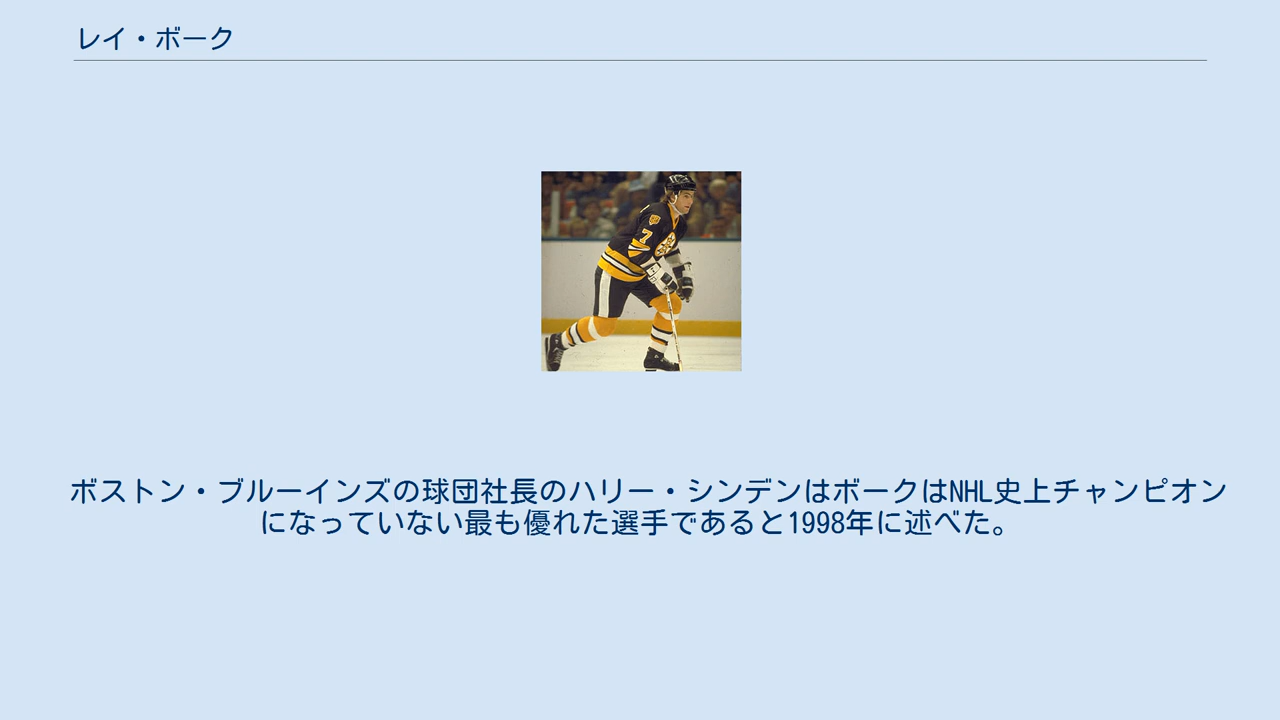 レイ・ボーク
7
ボストン・ブルーインズの球団社長のハリー・シンデンはボークはNHL史上チャンピオン
になっていない最も優れた選手であると1998年に述べた。